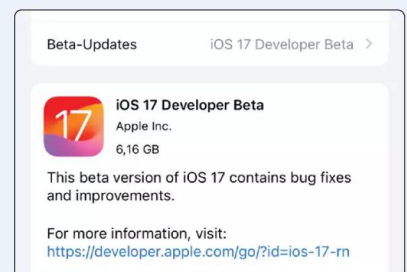 Beta-Updates iOS 17 Developer Beta >
17
iOS 17 Developer Beta
Apple Inc.
6,16 GB
This beta version of iOS 17 contains bug fixes
and improvements.
For more information, visit:
https://developer.apple.com/go/?id=ios-17-rn